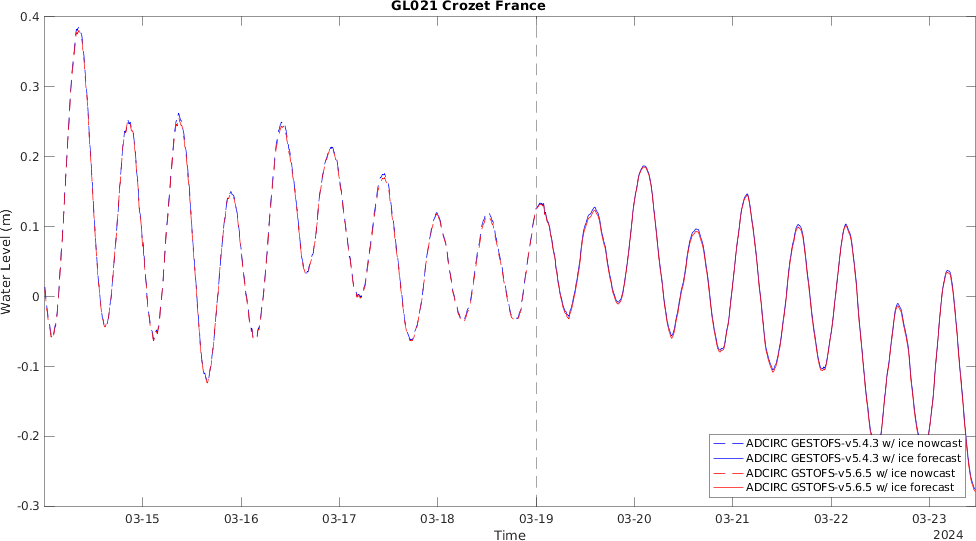 GL021 Crozet France
Water Level (m)
0.4
0.3
0.2
0.1
0
-0.1
-0.2
-0.3
ADCIRC GESTOFS-v5.4.3 w/ ice nowcast
ADCIRC GESTOFS-v5.4.3 w/ ice forecast
ADCIRC GSTOFS-v5.6.5 w/ ice nowcast
ADCIRC GSTOFS-v5.6.5 w/ ice forecast
03-15 03-16 03-17 03-18 03-19 03-20 03-21 03-22 03-23
Time
2024